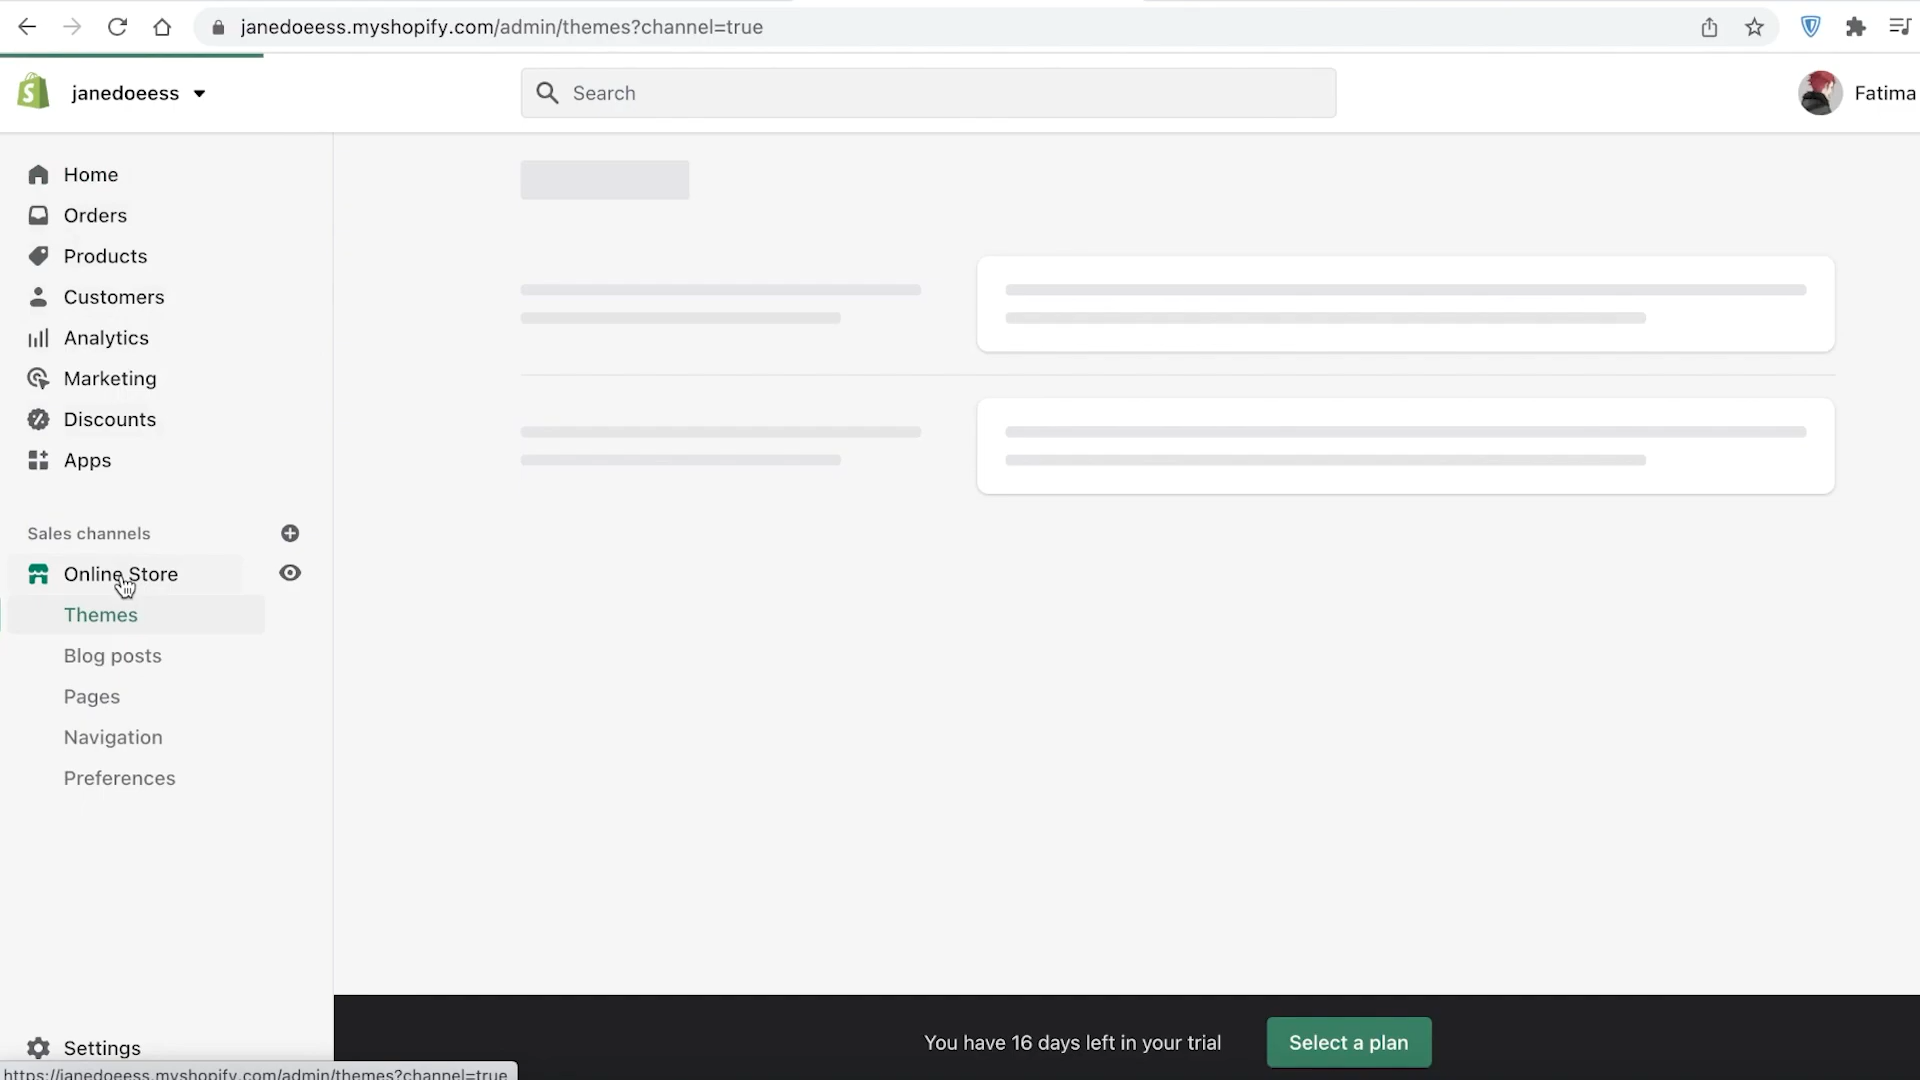 janedoeess.myshopify.com/admin/themes?channel=true
janedoeess
Search
Fatima
Home
Orders
Products
Customers
Analytics
Marketing
Discounts
Apps
Sales channels
Online Store
Themes
Blog posts
Pages
Navigation
Preferences
Settings
You have 16 days left in your trial
Select a plan
https://janedoeess.myshopify.com/admin/themes?channel=true